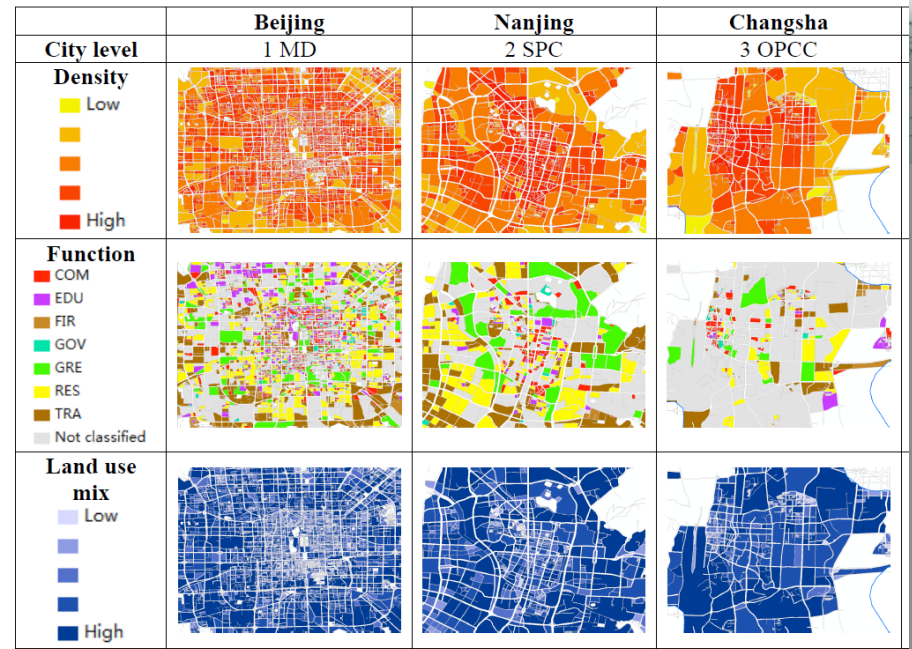 Beijing Nanjing Changsha
City level 1 MD 2 SPC 3 OPCC
Density
Low
High
Function
COM
EDU
FIR
GOV
GRE
RES
TRA
Not classified
Land use
mix
Low
High